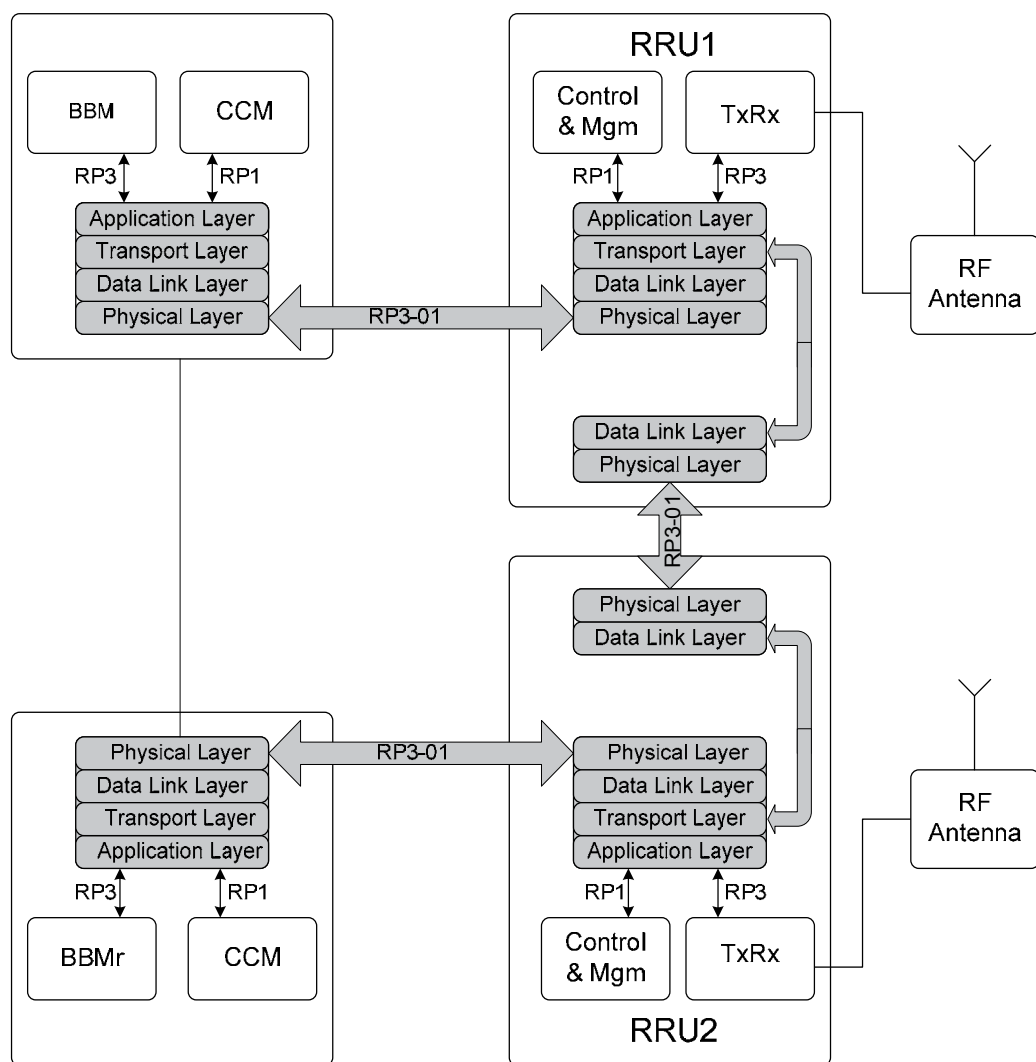 RRU1
BBM
CCM
Control
& Mgm
TxRx
RP3
RP1
RP1
RP3
Application Layer
Transport Layer
Data Link Layer
Physical Layer
RP3-01
Application Layer
Transport Layer
Data Link Layer
Physical Layer
RF
Antenna
Data Link Layer
Physical Layer
RP3-01
Physical Layer
Data Link Layer
Physical Layer
Data Link Layer
Transport Layer
Application Layer
RP3-01
Physical Layer
Data Link Layer
Transport Layer
Application Layer
RF
Antenna
RP3
RP1
RP1
RP3
BBMr
CCM
Control
& Mgm
TxRx
RRU2